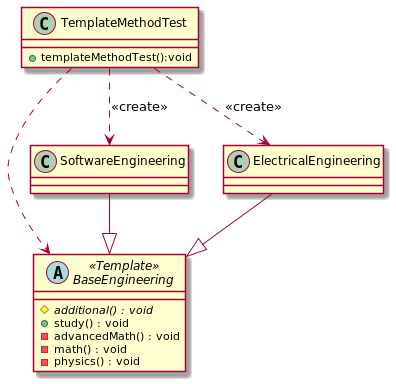 C TemplateMethodTest
templateMethodTest():void
«create»
«create»
C SoftwareEngineering
C ElectricalEngineering
«Template»
A BaseEngineering
additional() : void
study() : void
advancedMath() : void
math() : void
physics() : void